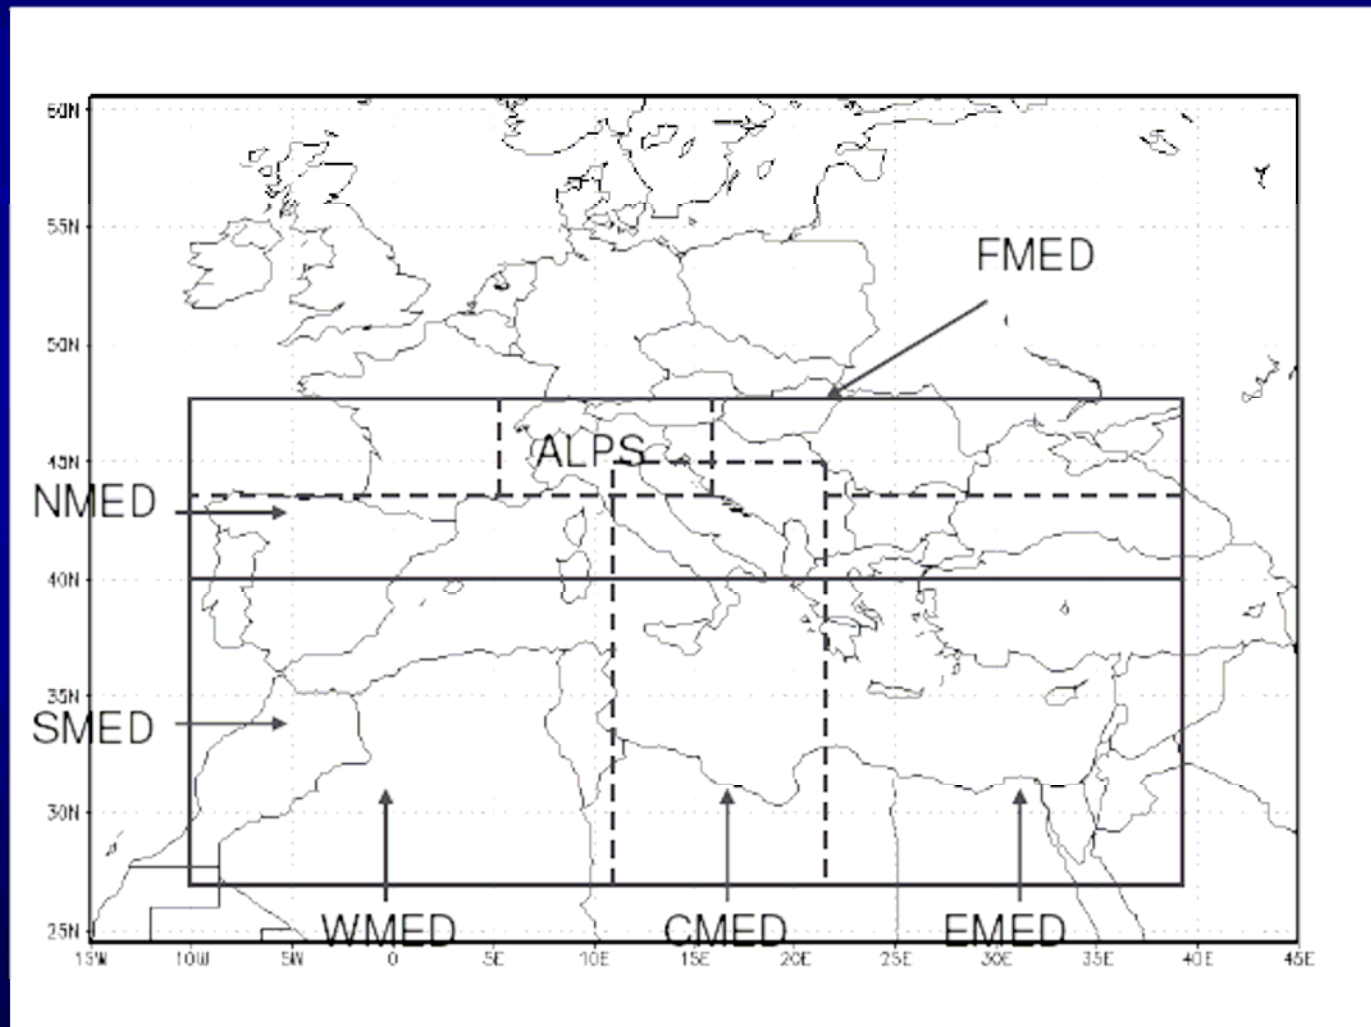 60N
55N
FMED
50N
ALPS
45N
NMED
40N
35N
SMED
30N
25N
WMED CMED EMED
15W 10W 5W 0 5E 10E 15E 20E 25E 30E 35E 40E 45E